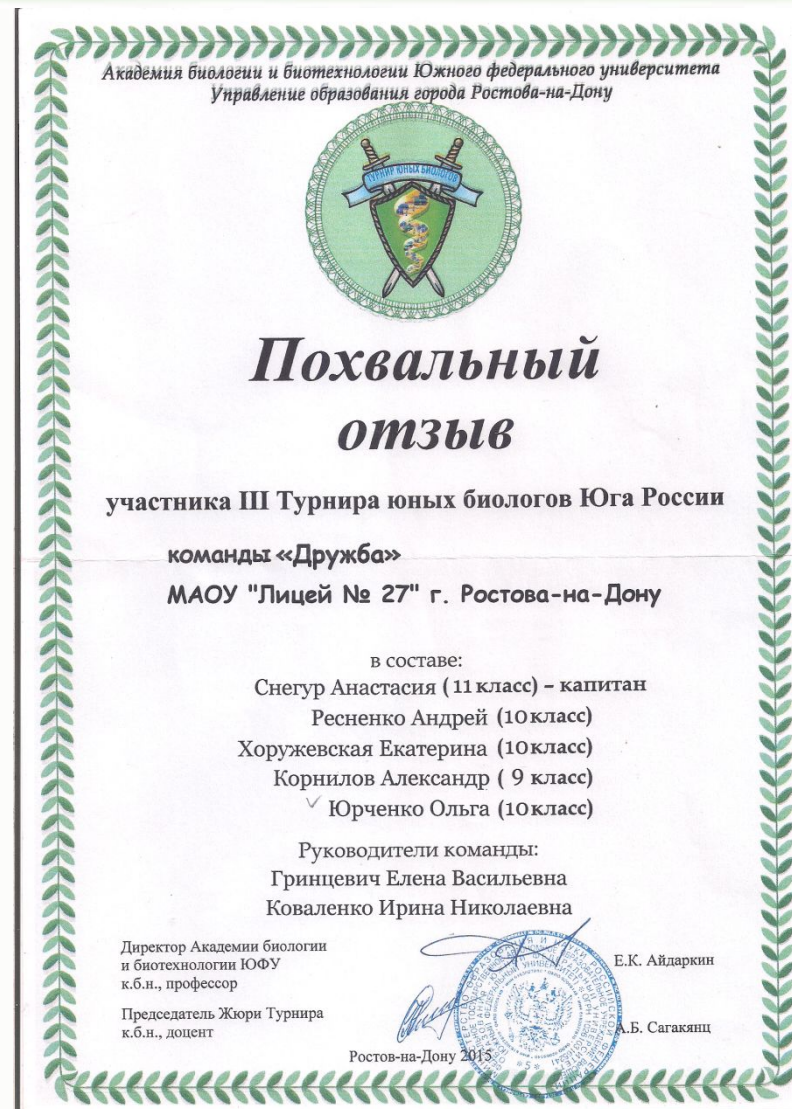 Академия биологии и биотехнологии Южного федерального университета
Управление образования города Ростова-на-Дону
ТУРНИР ЮНЫХ БИОЛОГОВ
Похвальный
отзыв
участника III Турнира юных биологов Юга России
команды «Дружба»
МАОУ "Лицей № 27" г. Ростова-на-Дону
в составе:
Снегур Анастасия ( 11 класс) – капитан
Ресненко Андрей (10 класс)
Хоружевская Екатерина (10 класс)
Корнилов Александр ( 9 класс)
Юрченко Ольга (10 класс)
Руководители команды:
Гринцевич Елена Васильевна
Коваленко Ирина Николаевна
Директор Академии биологии
и биотехнологии ЮФУ
к.б.н., профессор
Е.К. Айдаркин
Председатель Жюри Турнира
к.б.н., доцент
А.Б. Сагакянц
Ростов-на-Дону 2015